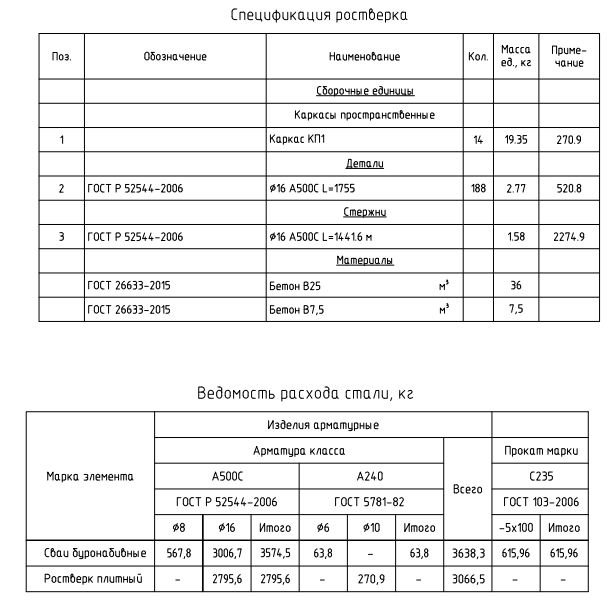 Спецификация ростверка
Поз. Обозначение Наименование Кол. Масса ед., кг Приме-чание
Сборочные единицы
Каркасы пространственные
1 Каркас КП1 14 19.35 270.9
Детали
2 ГОСТ Р 52544-2006 ϕ16 А500С L=1755 188 2.77 520.8
Стержни
3 ГОСТ Р 52544-2006 ϕ16 А500С L=1441.6 м 1.58 2274.9
Материалы
ГОСТ 26633-2015 Бетон В25 м³ 36
ГОСТ 26633-2015 Бетон В7,5 м³ 7,5
Ведомость расхода стали, кг
Марка элемента Изделия арматурные
Арматура класса Всего Прокат марки
А500С А240 С235
ГОСТ Р 52544-2006 ГОСТ 5781-82 ГОСТ 103-2006
ϕ8 ϕ16 Итого ϕ6 ϕ10 Итого -5х100 Итого
Сваи буронабивные 567,8 3006,7 3574,5 63,8 - 63,8 3638,3 615,96 615,96
Ростверк плитный - 2795,6 2795,6 - 270,9 - 3066,5 - -